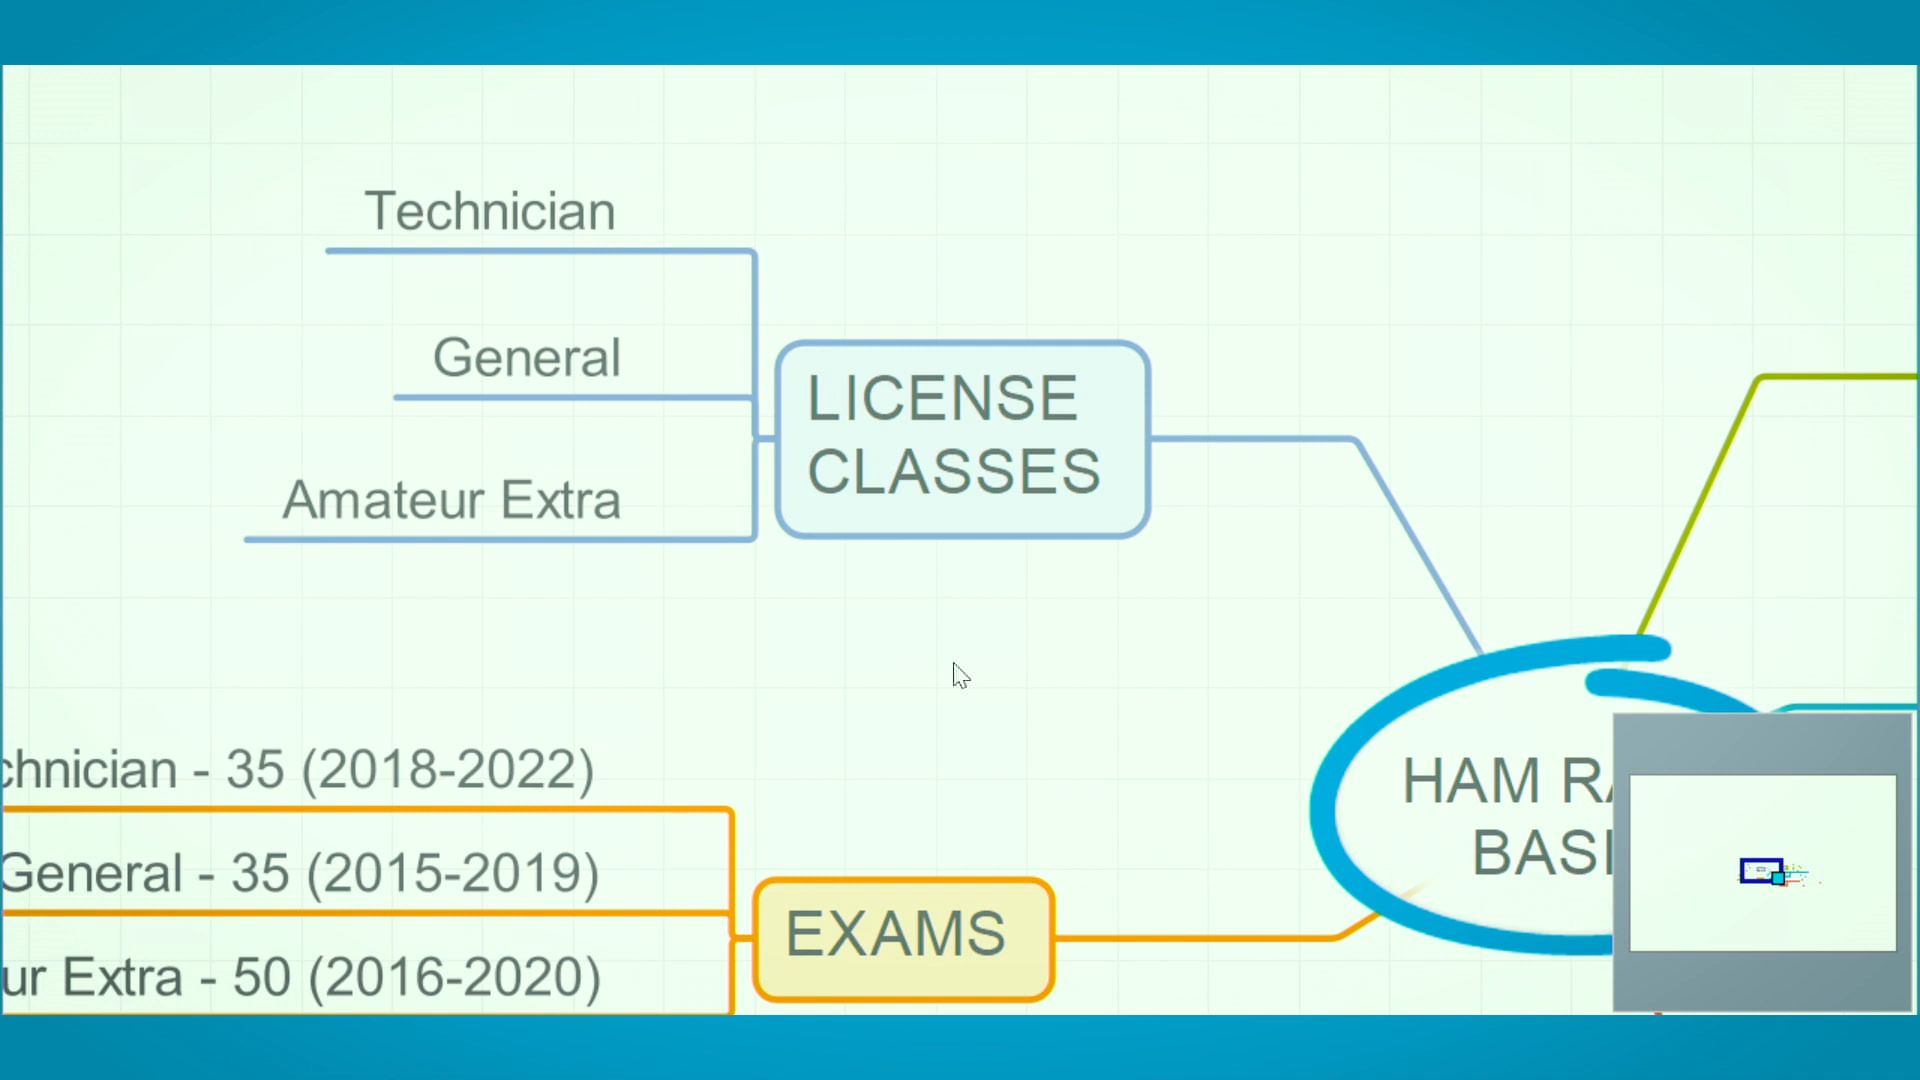 Technician
General
Amateur Extra
LICENSE
CLASSES
chnician - 35 (2018-2022)
General - 35 (2015-2019)
ur Extra - 50 (2016-2020)
EXAMS
HAM RA
BASI